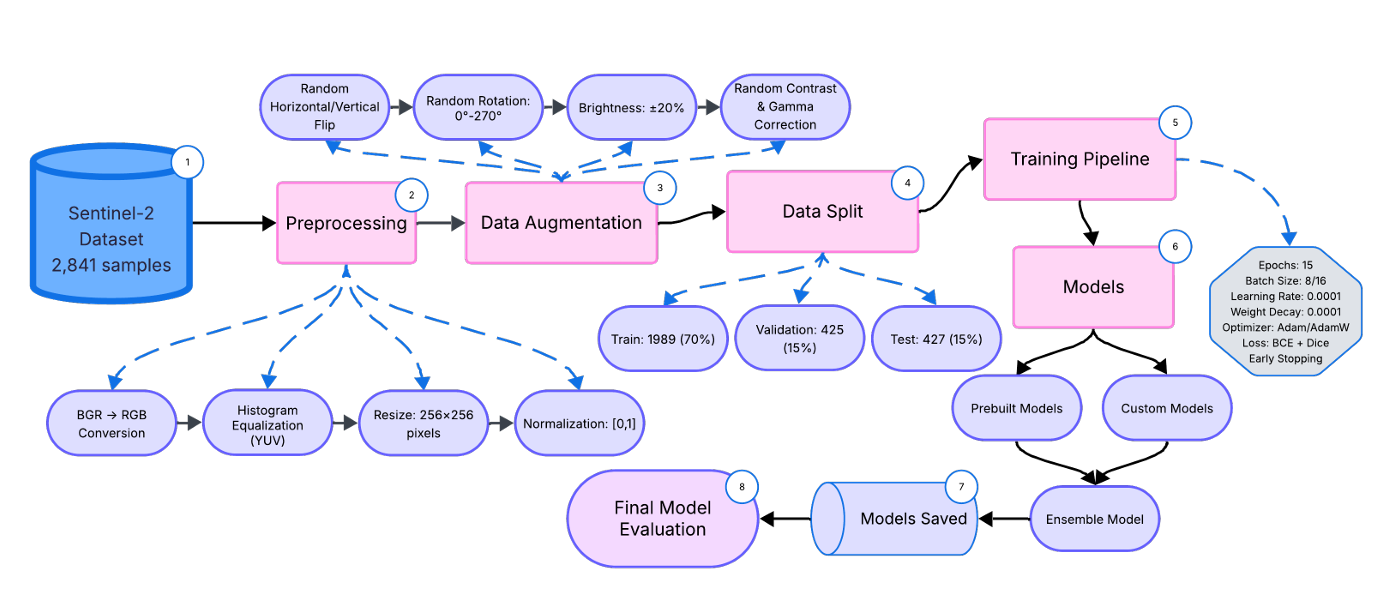 1
Sentinel-2
Dataset
2,841 samples
2
Preprocessing
BGR → RGB
Conversion
Histogram
Equalization
(YUV)
Resize: 256×256
pixels
Normalization: [0,1]
3
Data Augmentation
Random
Horizontal/Vertical
Flip
Random Rotation:
0°-270°
Brightness: ±20%
Random Contrast
& Gamma
Correction
4
Data Split
Train: 1989 (70%)
Validation: 425
(15%)
Test: 427 (15%)
5
Training Pipeline
Epochs: 15
Batch Size: 8/16
Learning Rate: 0.0001
Weight Decay: 0.0001
Optimizer: Adam/AdamW
Loss: BCE + Dice
Early Stopping
6
Models
Prebuilt Models
Custom Models
Ensemble Model
7
Models Saved
8
Final Model
Evaluation